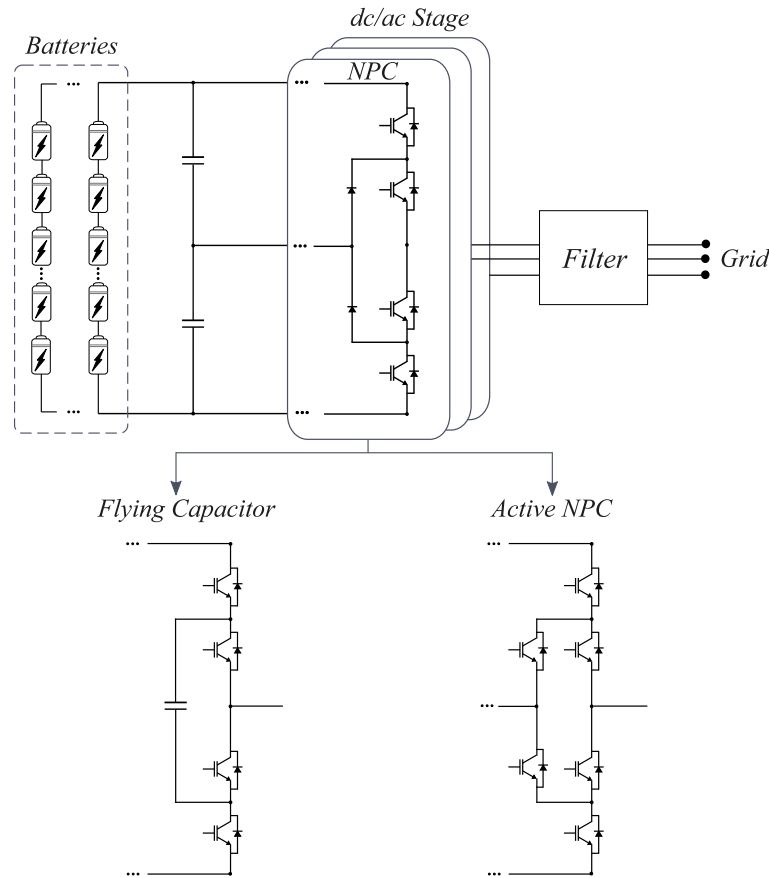 dc/ac Stage
Batteries
NPC
Filter
Grid
Flying Capacitor
Active NPC